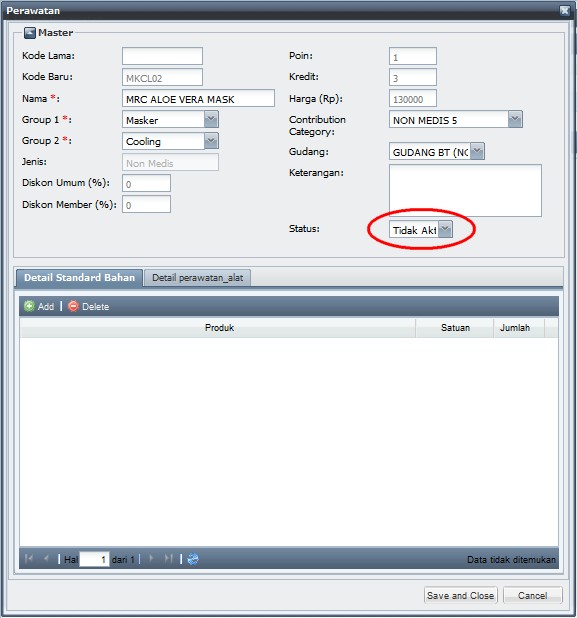 Perawatan
Master
Kode Lama:
Kode Baru: MKCL02
Nama *: MRC ALOE VERA MASK
Group 1 *: Masker
Group 2 *: Cooling
Jenis: Non Medis
Diskon Umum (%): 0
Diskon Member (%): 0
Poin: 1
Kredit: 3
Harga (Rp): 130000
Contribution
Category: NON MEDIS 5
Gudang: GUDANG BT (NO
Keterangan:
Status: Tidak Akt
Detail Standard Bahan Detail perawatan_alat
Add Delete
Produk Satuan Jumlah
Hal 1 dari 1 Data tidak ditemukan
Save and Close Cancel